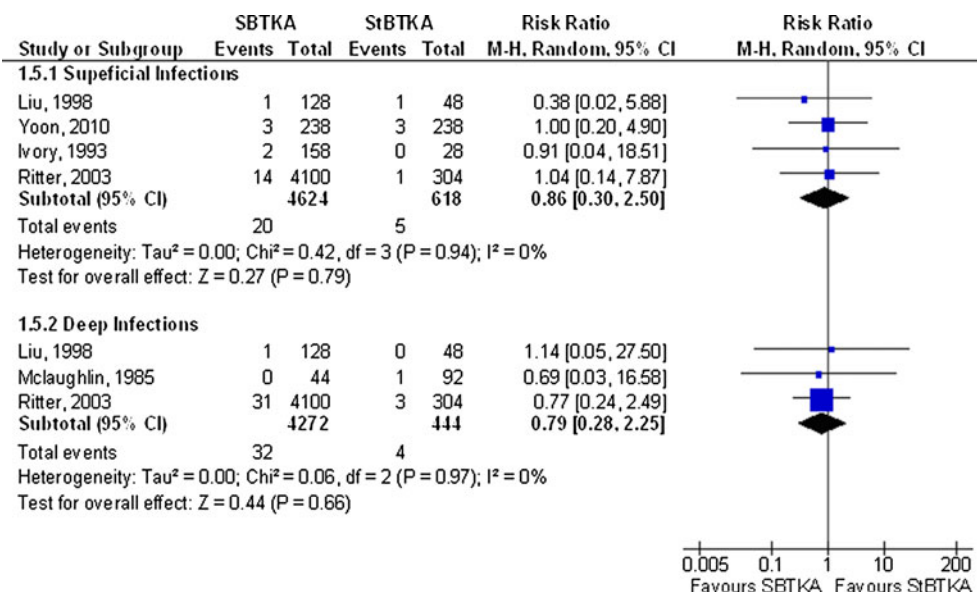 SBTKA StBTKA Risk Ratio Risk Ratio
Study or Subgroup Events Total Events Total M-H, Random, 95% CI M-H, Random, 95% CI
1.5.1 Supeficial Infections
Liu, 1998 1 128 1 48 0.38 [0.02, 5.88]
Yoon, 2010 3 238 3 238 1.00 [0.20, 4.90]
Ivory, 1993 2 158 0 28 0.91 [0.04, 18.51]
Ritter, 2003 14 4100 1 304 1.04 [0.14, 7.87]
Subtotal (95% CI) 4624 618 0.86 [0.30, 2.50]
Total events 20 5
Heterogeneity: Tau² = 0.00; Chi² = 0.42, df = 3 (P = 0.94); I² = 0%
Test for overall effect: Z = 0.27 (P = 0.79)
1.5.2 Deep Infections
Liu, 1998 1 128 0 48 1.14 [0.05, 27.50]
Mclaughlin, 1985 0 44 1 92 0.69 [0.03, 16.58]
Ritter, 2003 31 4100 3 304 0.77 [0.24, 2.49]
Subtotal (95% CI) 4272 444 0.79 [0.28, 2.25]
Total events 32 4
Heterogeneity: Tau² = 0.00; Chi² = 0.06, df = 2 (P = 0.97); I² = 0%
Test for overall effect: Z = 0.44 (P = 0.66)
0.005 0.1 1 10 200
Favours SBTKA Favours StBTKA